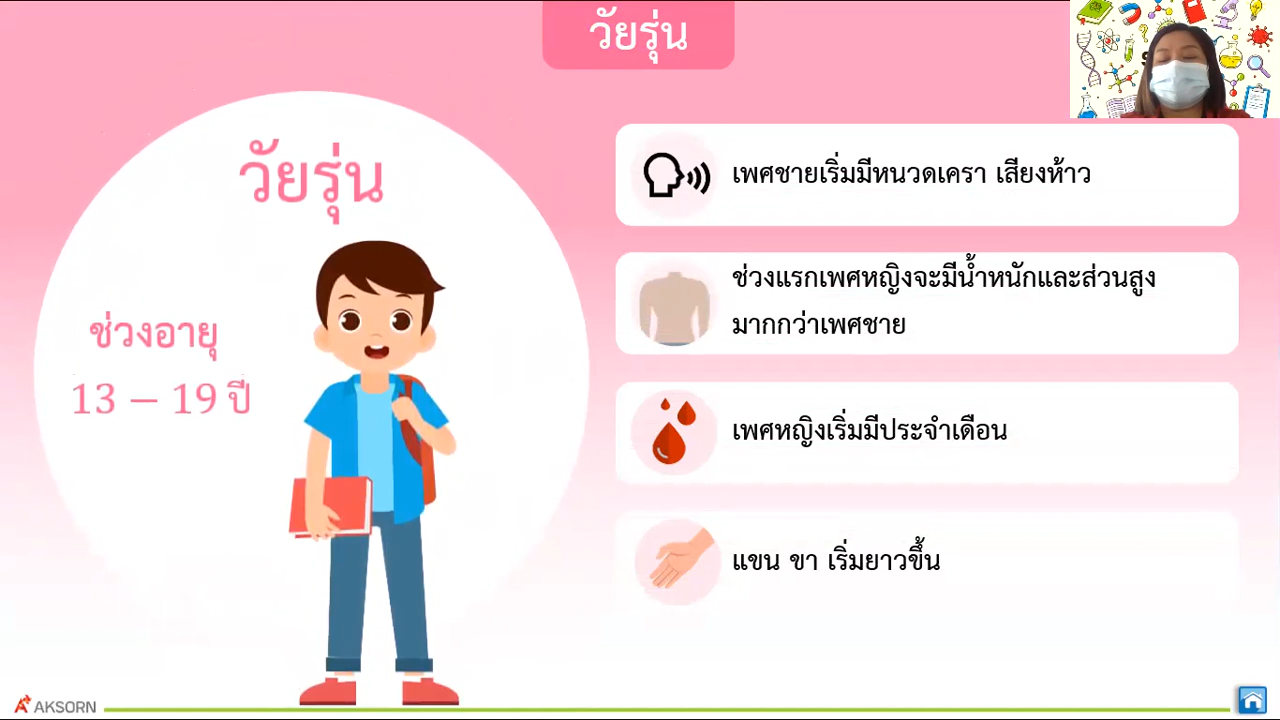 วัยรุ่น
วัยรุ่น
ช่วงอายุ
13 – 19 ปี
เพศชายเริ่มมีหนวดเครา เสียงห้าว
ช่วงแรกเพศหญิงจะมีน้ำหนักและส่วนสูง
มากกว่าเพศชาย
เพศหญิงเริ่มมีประจำเดือน
แขน ขา เริ่มยาวขึ้น
AKSORN